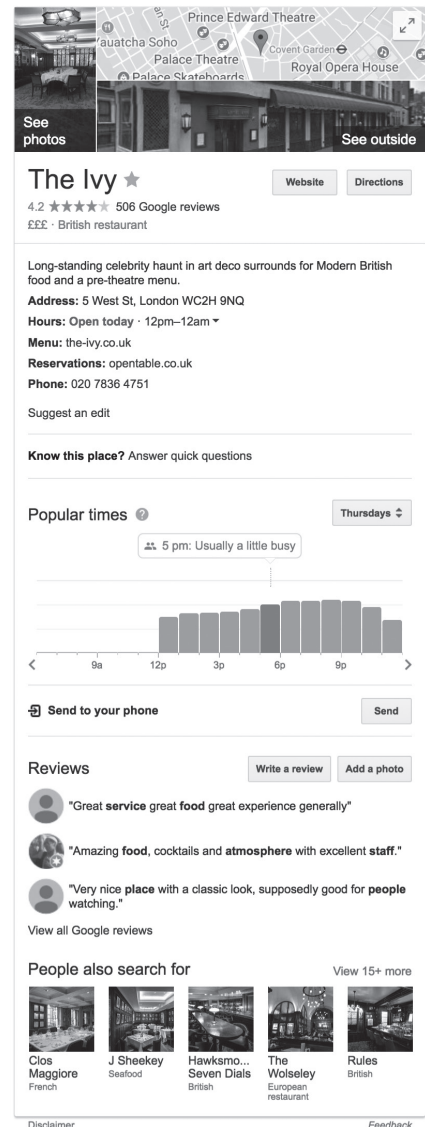 Prince Edward Theatre
'auatcha Soho
Covent Garden
Palace Theatre
Royal Opera House
Palace Skateboards
See
photos
See outside
The Ivy
Website
Directions
4.2 ★★★★★ 506 Google reviews
£££ · British restaurant
Long-standing celebrity haunt in art deco surrounds for Modern British
food and a pre-theatre menu.
Address: 5 West St, London WC2H 9NQ
Hours: Open today · 12pm–12am
Menu: the-ivy.co.uk
Reservations: opentable.co.uk
Phone: 020 7836 4751
Suggest an edit
Know this place? Answer quick questions
Popular times
Thursdays
5 pm: Usually a little busy
9a 12p 3p 6p 9p
Send to your phone
Send
Reviews
Write a review
Add a photo
"Great service great food great experience generally"
"Amazing food, cocktails and atmosphere with excellent staff."
"Very nice place with a classic look, supposedly good for people
watching."
View all Google reviews
People also search for
View 15+ more
Clos
Maggiore
French
J Sheekey
Seafood
Hawksmo...
Seven Dials
British
The
Wolseley
European
restaurant
Rules
British
Disclaimer
Feedback